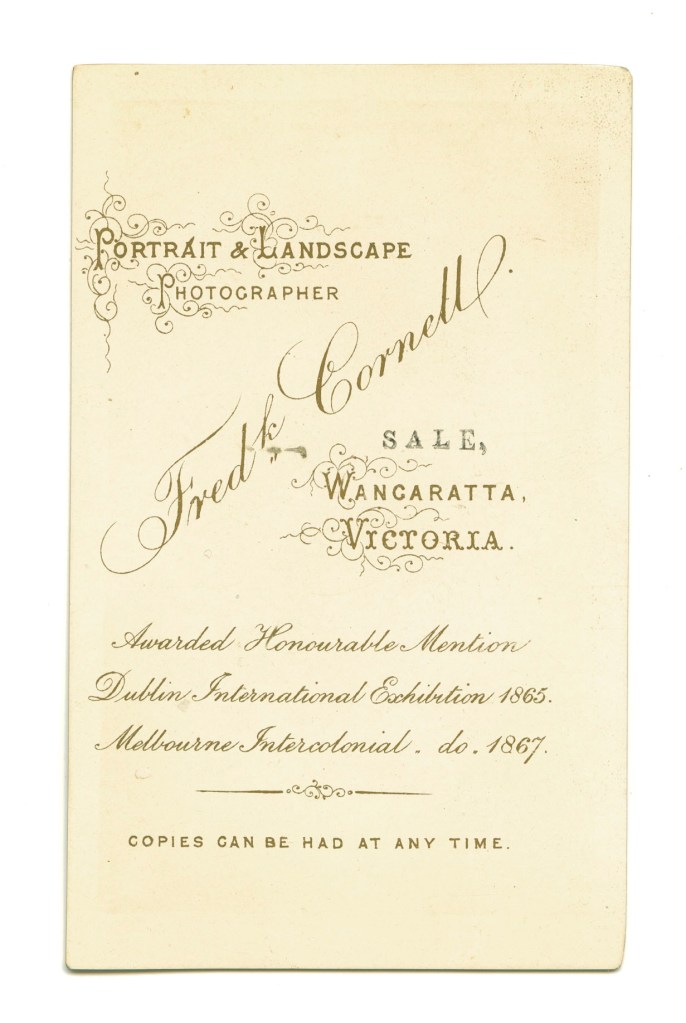 PORTRAIT & LANDSCAPE
PHOTOGRAPHER
Fredk Cornell.
SALE,
WANGARATTA,
VICTORIA.
Awarded Honourable Mention
Dublin International Exhibition 1865.
Melbourne Intercolonial . do . 1867.
COPIES CAN BE HAD AT ANY TIME.